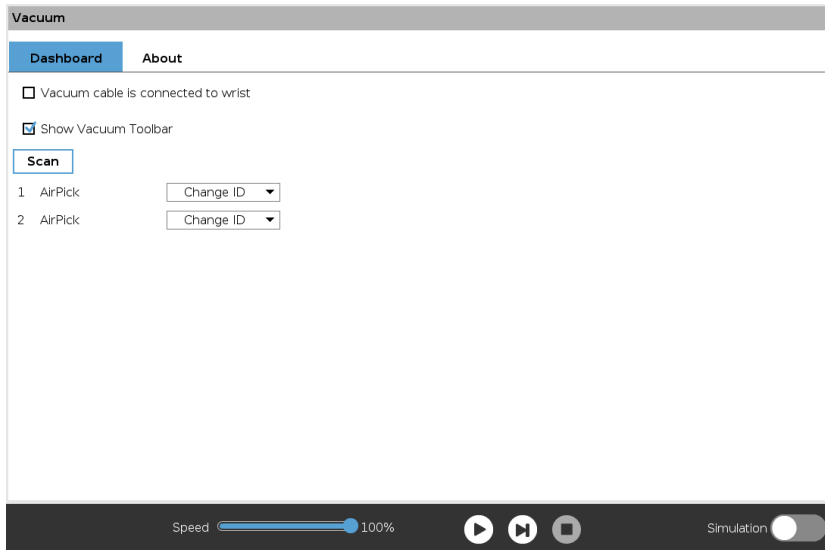 Vacuum
Dashboard About
Vacuum cable is connected to wrist
Show Vacuum Toolbar
Scan
1 AirPick Change ID
2 AirPick Change ID
Speed 100% Simulation